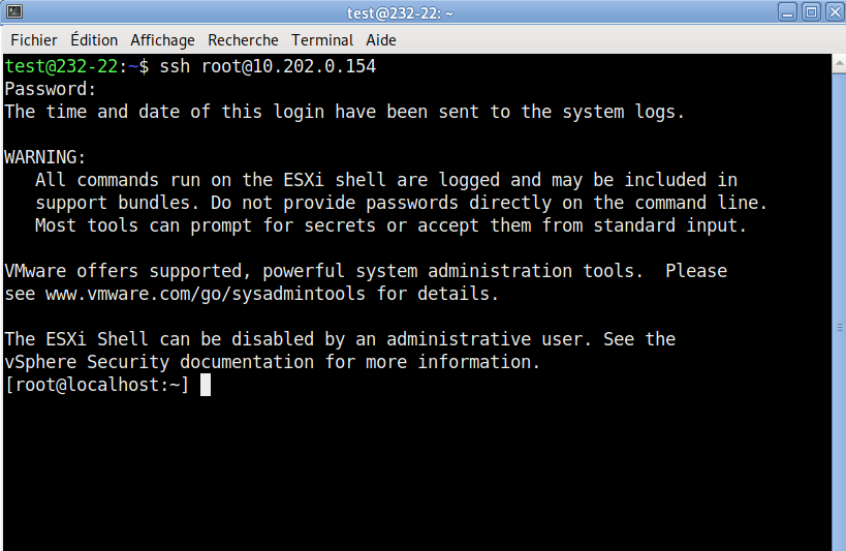 test@232-22: ~
Fichier Édition Affichage Recherche Terminal Aide
test@232-22:~$ ssh root@10.202.0.154
Password:
The time and date of this login have been sent to the system logs.
WARNING:
All commands run on the ESXi shell are logged and may be included in
support bundles. Do not provide passwords directly on the command line.
Most tools can prompt for secrets or accept them from standard input.
VMware offers supported, powerful system administration tools.  Please
see www.vmware.com/go/sysadmintools for details.
The ESXi Shell can be disabled by an administrative user. See the
vSphere Security documentation for more information.
[root@localhost:~]